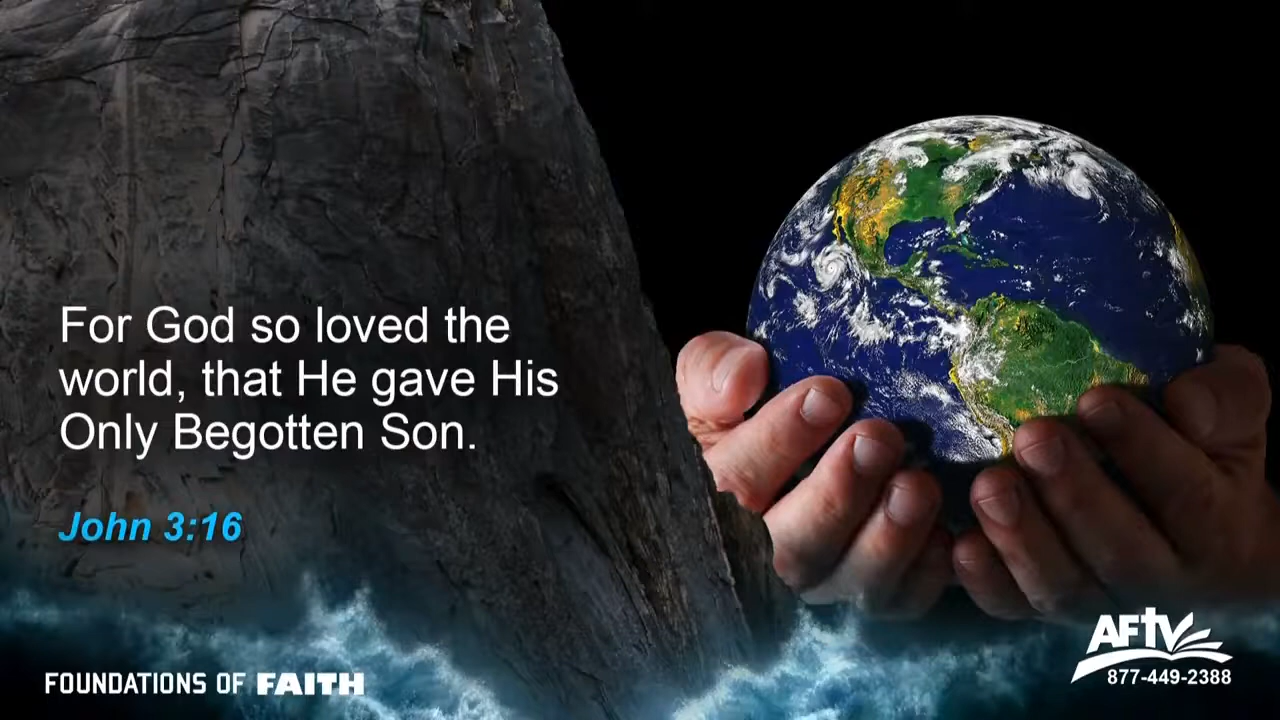 For God so loved the
world, that He gave His
Only Begotten Son.
John 3:16
FOUNDATIONS OF FAITH
AFTV
877-449-2388